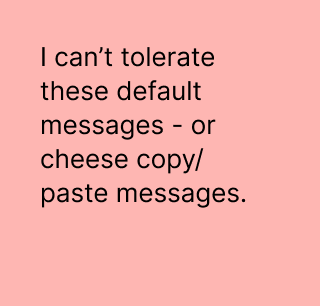 I can’t tolerate
these default
messages - or
cheese copy/
paste messages.